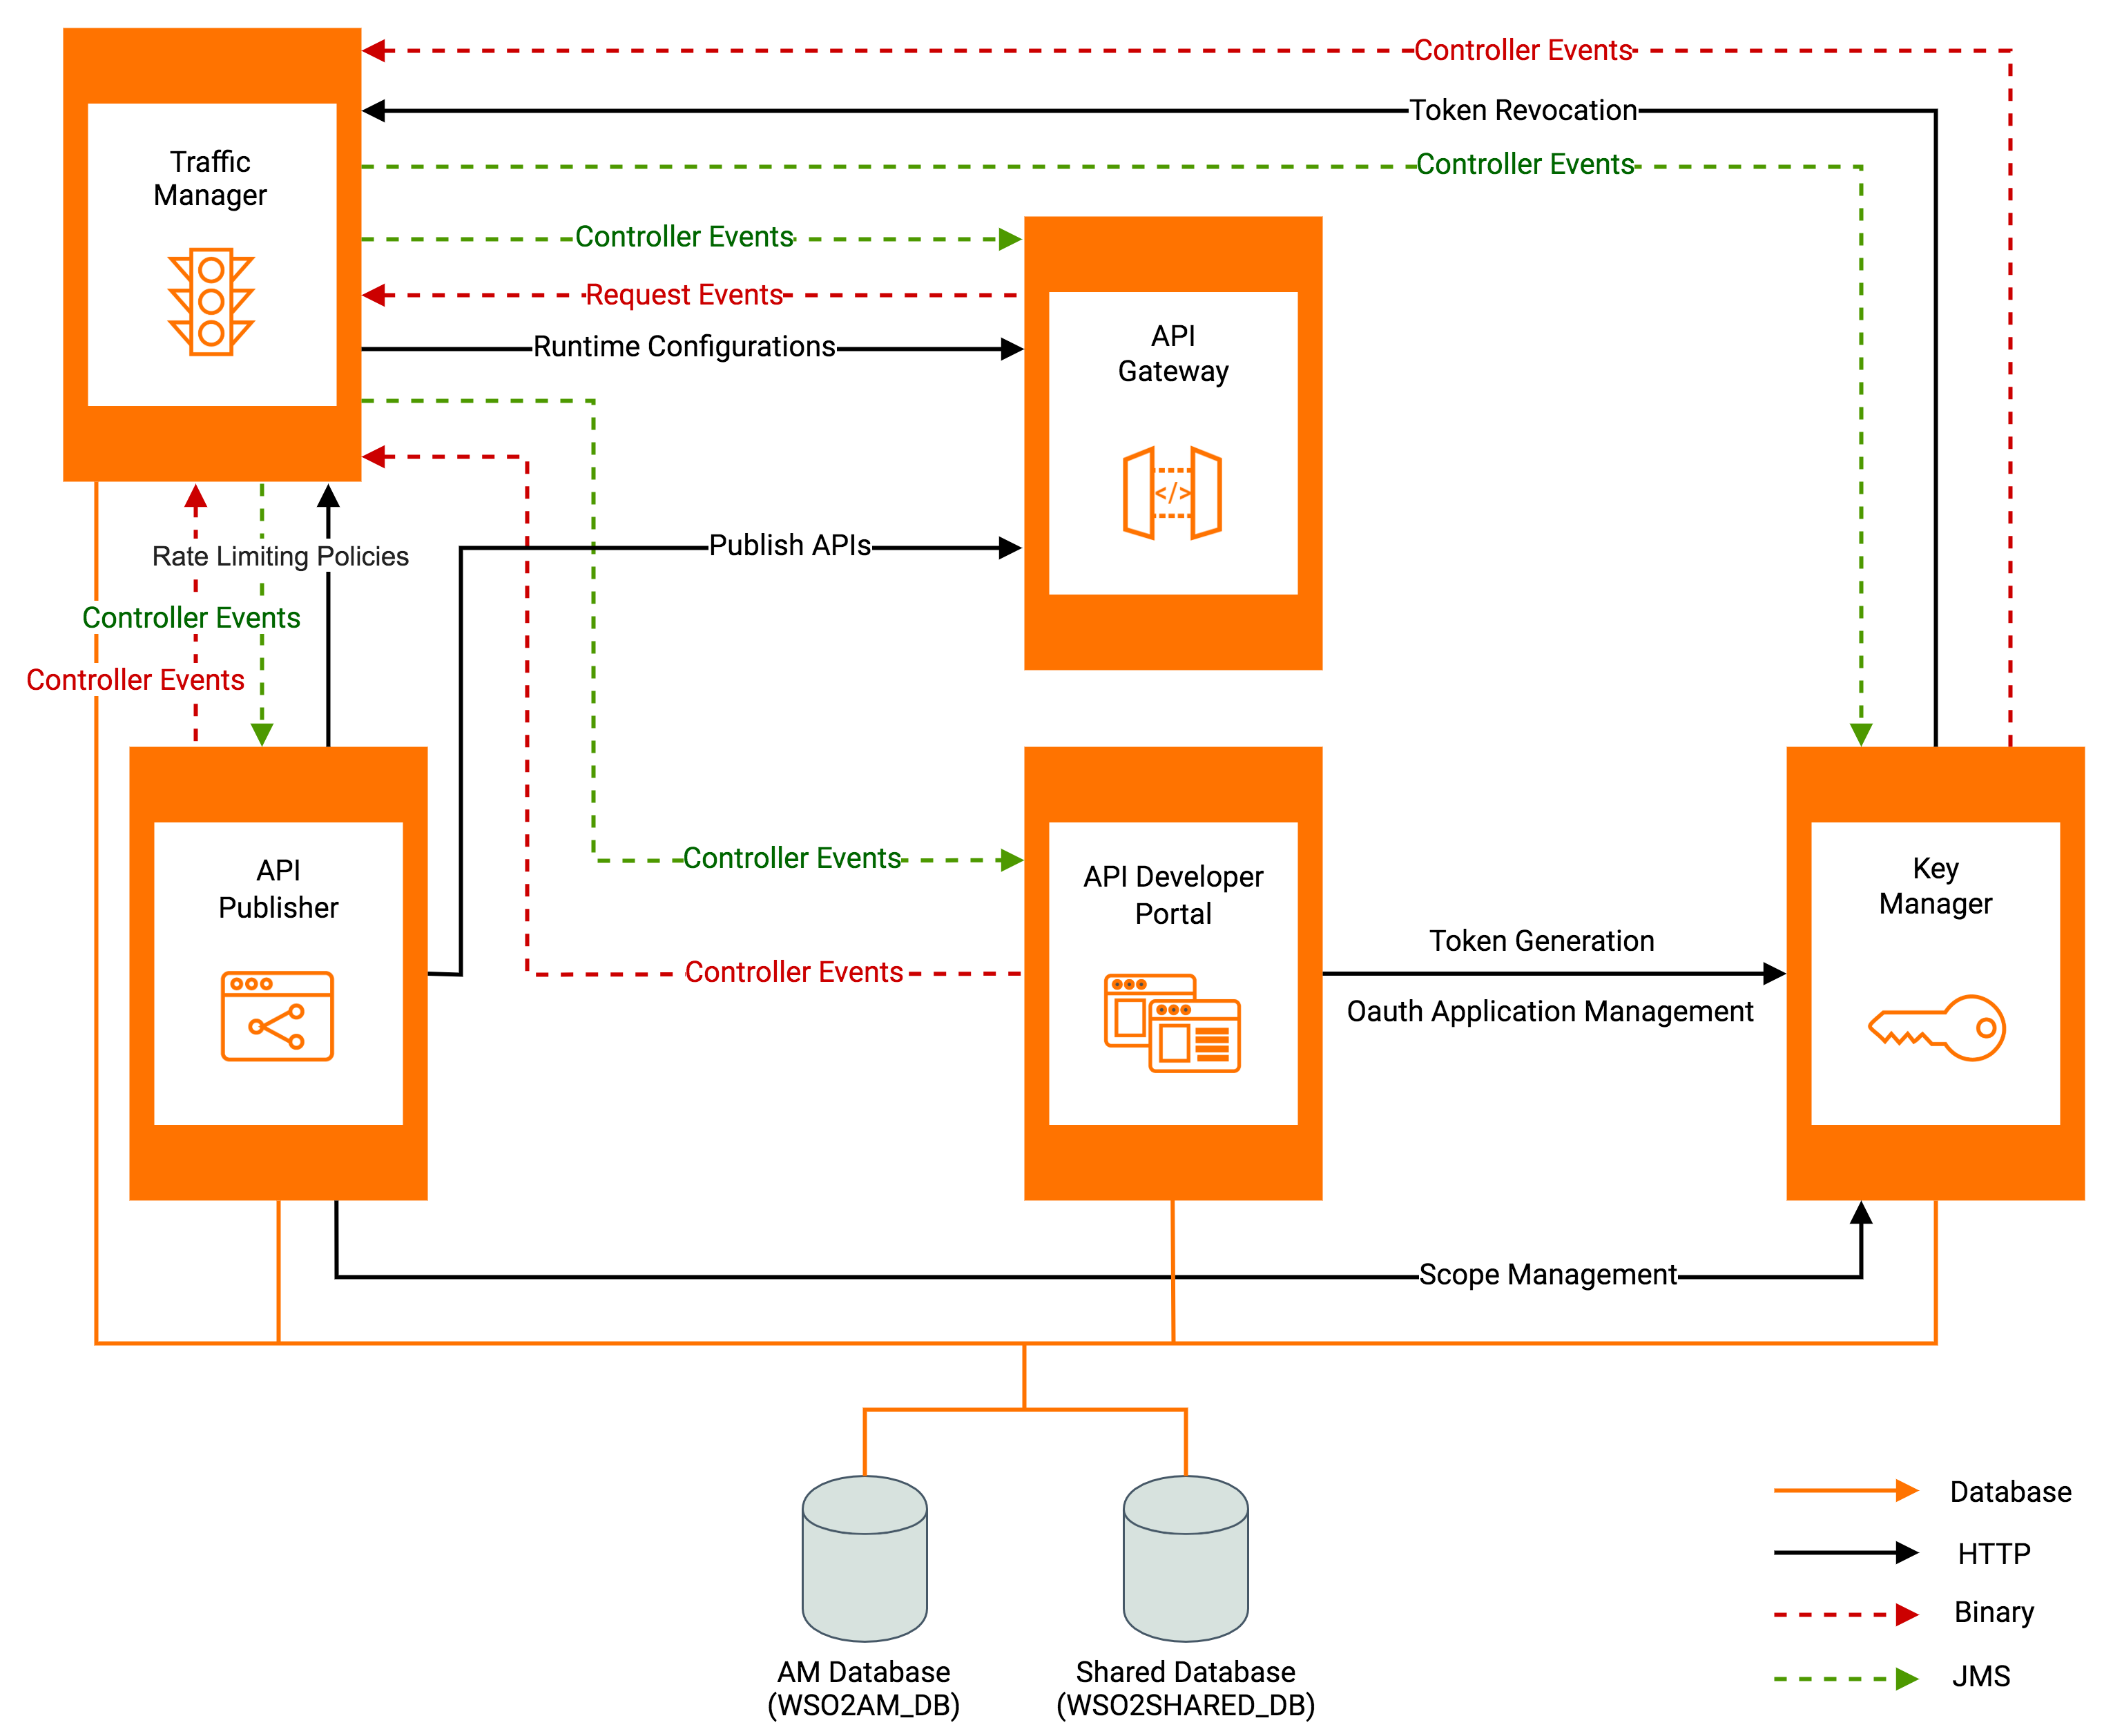 Controller Events
Token Revocation
Controller Events
Traffic
Manager
Controller Events
Request Events
Runtime Configurations
API
Gateway
</>
Publish APIs
Rate Limiting Policies
Controller Events
Controller Events
API
Publisher
Controller Events
Controller Events
API Developer
Portal
Token Generation
Oauth Application Management
Key
Manager
Scope Management
AM Database
(WSO2AM_DB)
Shared Database
(WSO2SHARED_DB)
Database
HTTP
Binary
JMS